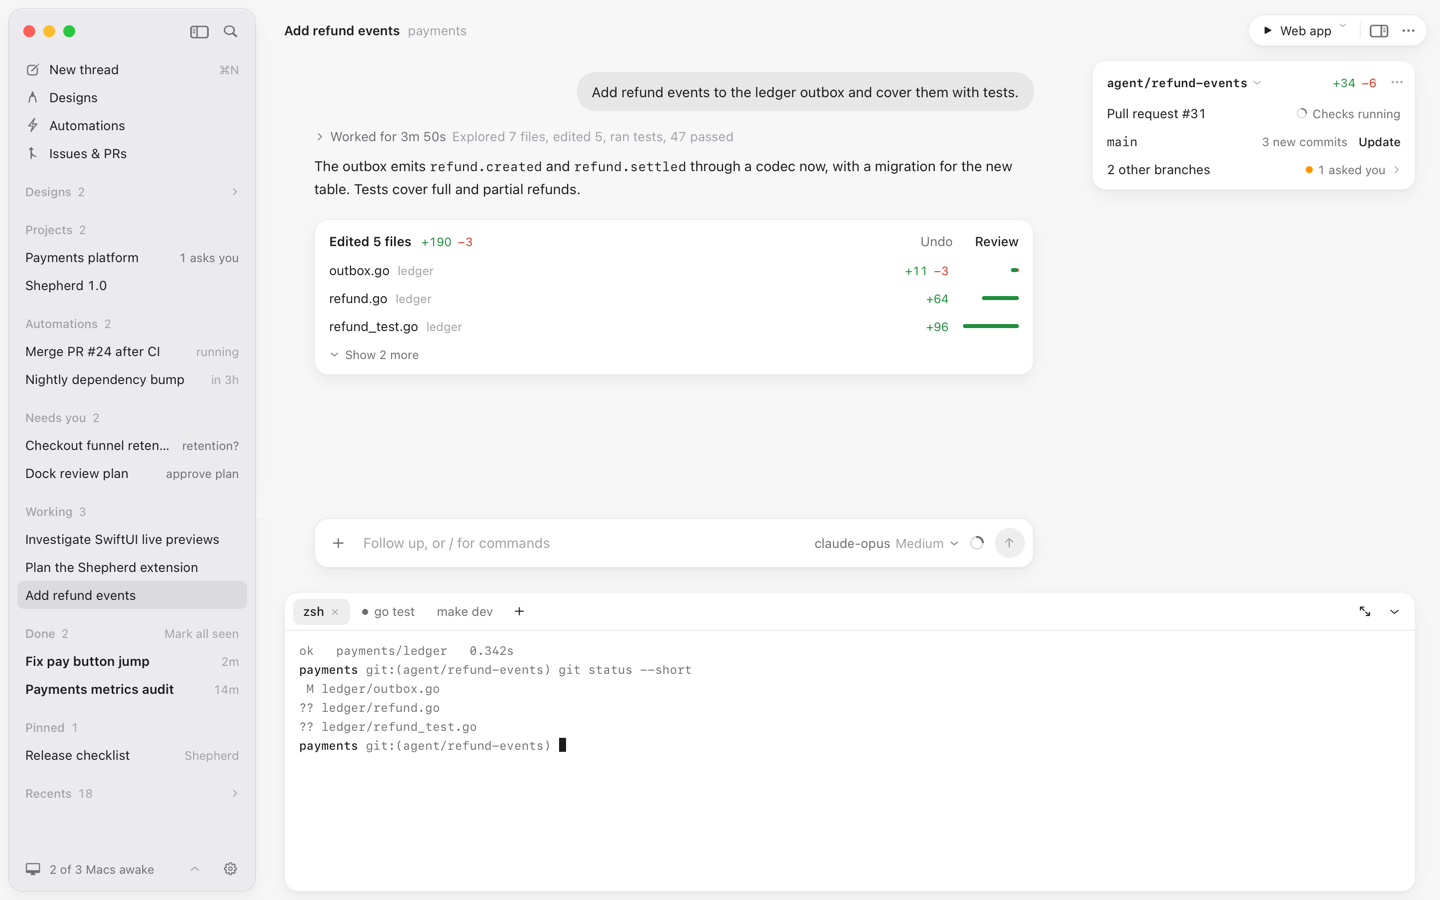 New thread ⌘N
Designs
Automations
Issues & PRs
Designs 2
Projects 2
Payments platform 1 asks you
Shepherd 1.0
Automations 2
Merge PR #24 after CI running
Nightly dependency bump in 3h
Needs you 2
Checkout funnel reten... retention?
Dock review plan approve plan
Working 3
Investigate SwiftUI live previews
Plan the Shepherd extension
Add refund events
Done 2 Mark all seen
Fix pay button jump 2m
Payments metrics audit 14m
Pinned 1
Release checklist Shepherd
Recents 18
2 of 3 Macs awake
Add refund events payments
Web app
Add refund events to the ledger outbox and cover them with tests.
Worked for 3m 50s Explored 7 files, edited 5, ran tests, 47 passed
The outbox emits refund.created and refund.settled through a codec now, with a migration for the new
table. Tests cover full and partial refunds.
Edited 5 files +190 −3 Undo Review
outbox.go ledger +11 −3
refund.go ledger +64
refund_test.go ledger +96
Show 2 more
Follow up, or / for commands claude-opus Medium
agent/refund-events +34 −6
Pull request #31 Checks running
main 3 new commits Update
2 other branches 1 asked you
zsh × go test make dev +
ok payments/ledger 0.342s
payments git:(agent/refund-events) git status --short
M ledger/outbox.go
?? ledger/refund.go
?? ledger/refund_test.go
payments git:(agent/refund-events)